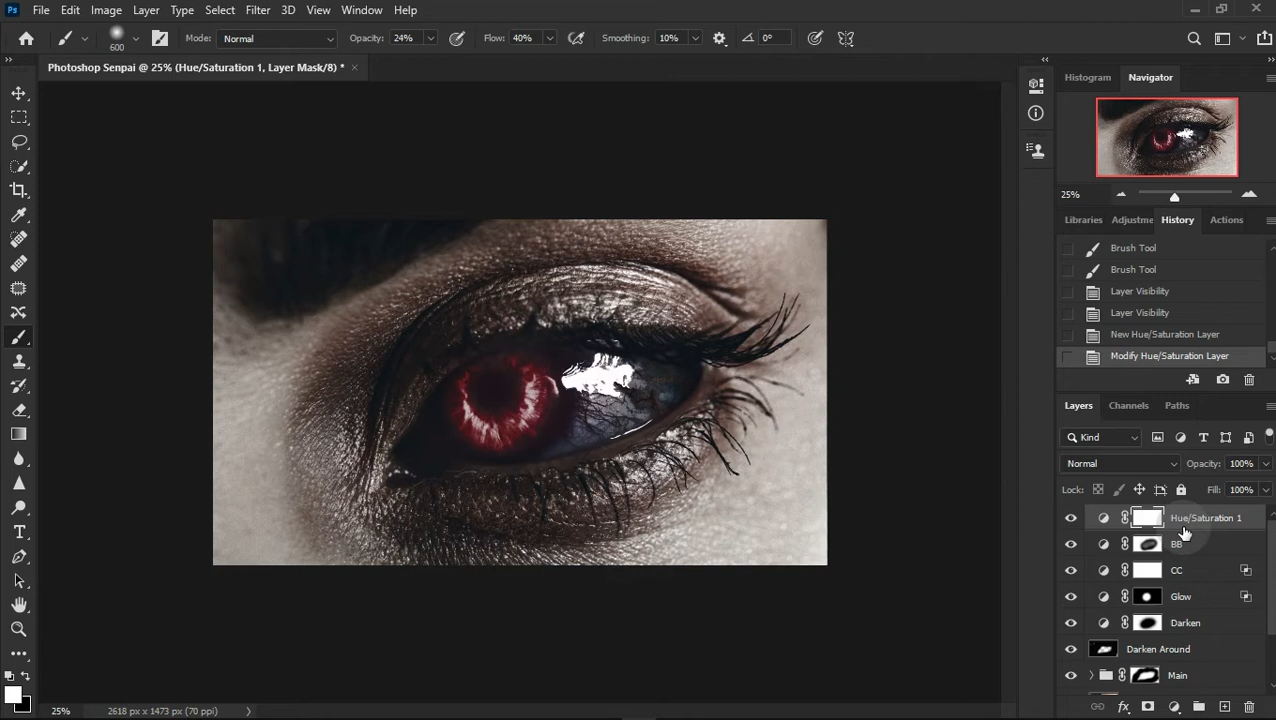 Ps File Edit Image Layer Type Select Filter 3D View Window Help
600 Mode: Normal Opacity: 24% Flow: 40% Smoothing: 10% 0°
Photoshop Senpai @ 25% (Hue/Saturation 1, Layer Mask/8) *
Histogram Navigator
25%
Libraries Adjustme History Actions
Brush Tool
Brush Tool
Layer Visibility
Layer Visibility
New Hue/Saturation Layer
Modify Hue/Saturation Layer
Layers Channels Paths
Kind
Normal Opacity: 100%
Lock: Fill: 100%
Hue/Saturation 1
BB
CC
Glow
Darken
Darken Around
Main
25% 2618 px x 1473 px (70 ppi)
fx